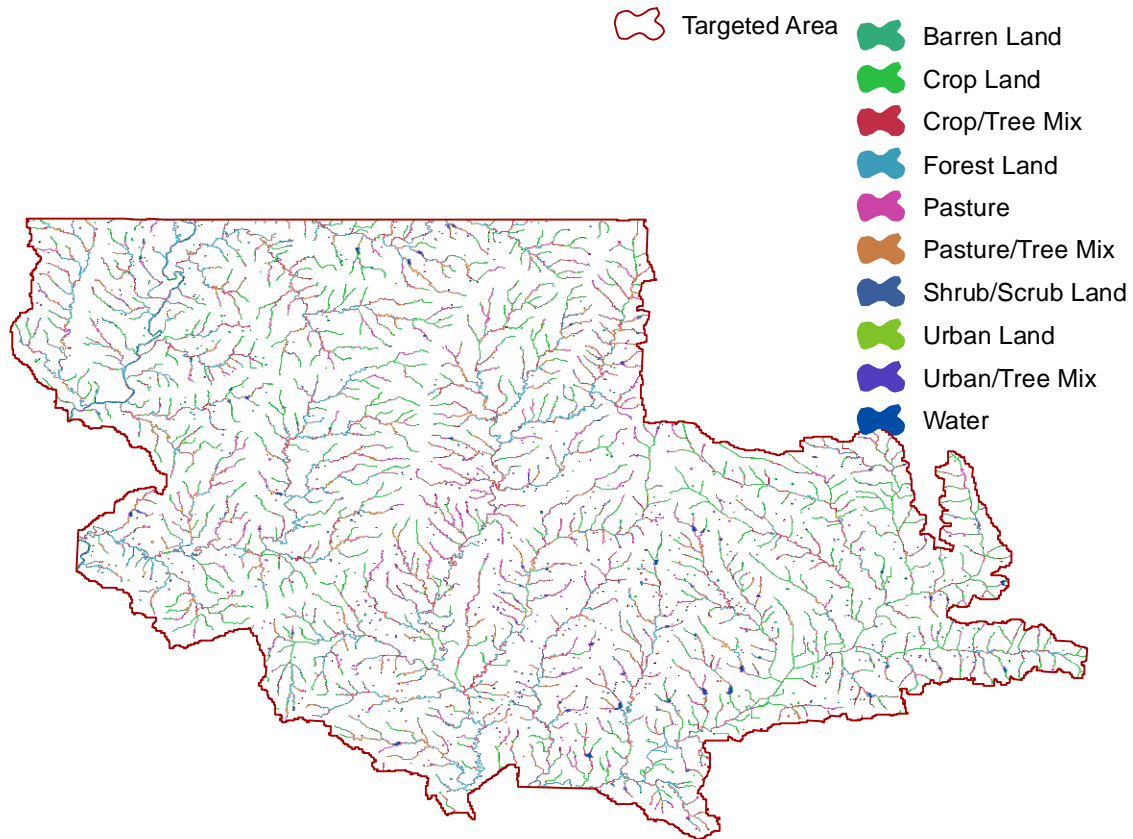 Targeted Area
Barren Land
Crop Land
Crop/Tree Mix
Forest Land
Pasture
Pasture/Tree Mix
Shrub/Scrub Land
Urban Land
Urban/Tree Mix
Water